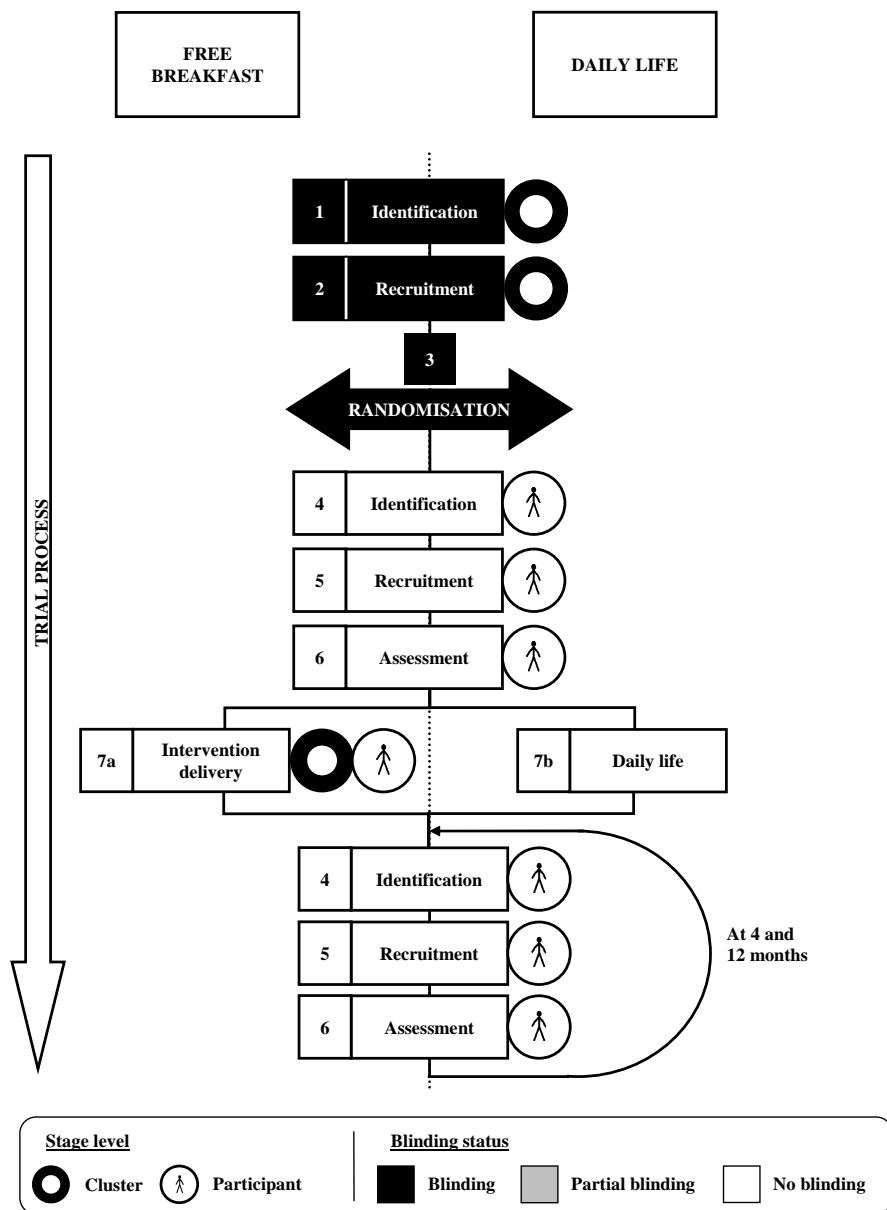 FREE
BREAKFAST
DAILY LIFE
TRIAL PROCESS
1
Identification
2
Recruitment
3
RANDOMISATION
4
Identification
5
Recruitment
6
Assessment
7a
Intervention
delivery
7b
Daily life
4
Identification
5
Recruitment
6
Assessment
At 4 and
12 months
Stage level
Cluster
Participant
Blinding status
Blinding
Partial blinding
No blinding